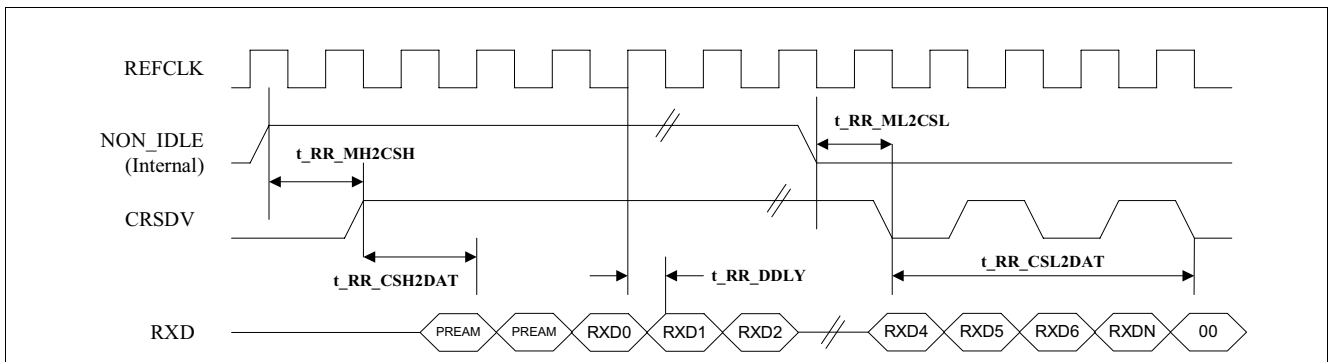 REFCLK
NON_IDLE
(Internal)
t_RR_ML2CSL
t_RR_MH2CSH
CRSDV
t_RR_CSH2DAT
t_RR_DDLY
t_RR_CSL2DAT
RXD
PREAM PREAM RXD0 RXD1 RXD2 RXD4 RXD5 RXD6 RXDN 00